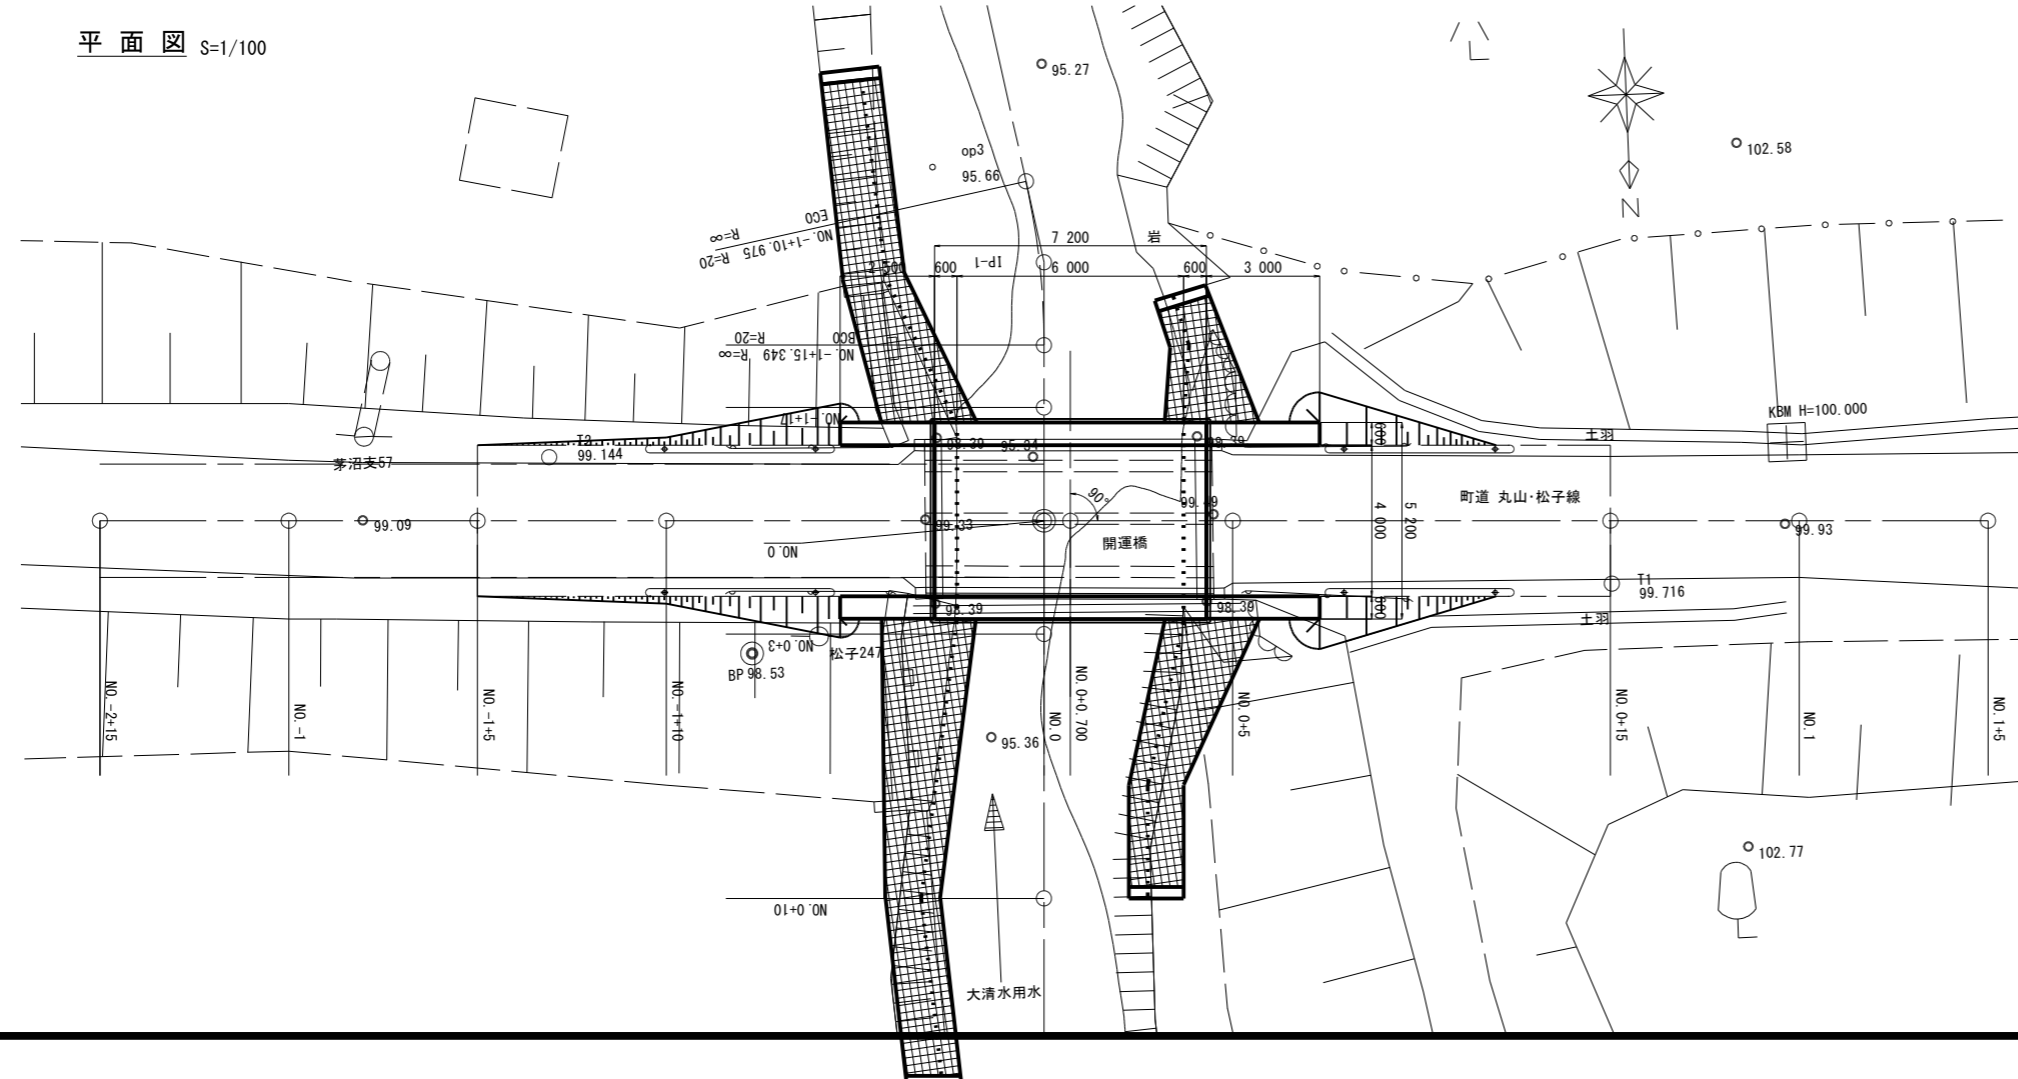 平 面 図 S=1/100
95.27
102.58
op3
95.66
N
EC0
R=∞
NO.-1+10.975 R=20
7 200
岩
IP-1
600
6 000
600
3 000
BC0
R=20
NO.-1+15.349 R=∞
NO.-1+17
KBM H=100.000
土羽
T2
99.144
茅沼支57
98.39
町道 丸山・松子線
90°
600
4 000
5 200
99.09
99.33
99.93
NO.0
開運橋
T1
99.716
98.39
98.39
土羽
NO.0+3
松子247
BP 98.53
NO.-2+15
NO.-1
NO.-1+5
NO.-1+10
NO.0
NO.0+0.700
NO.0+5
NO.0+15
NO.1
NO.1+5
95.36
102.77
NO.0+10
大清水用水